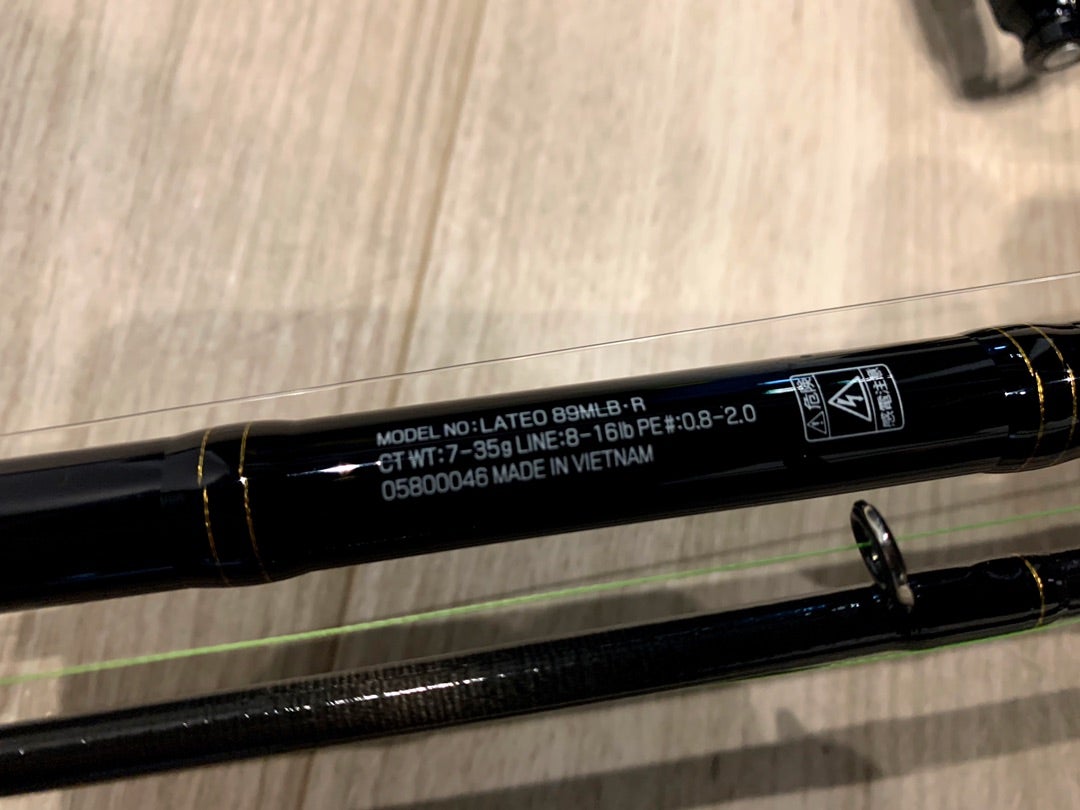 MODEL NO:LATEO 89MLB·R
CT WT:7-35g LINE:8-16lb PE#:0.8-2.0
05800046 MADE IN VIETNAM
危険
感電注意